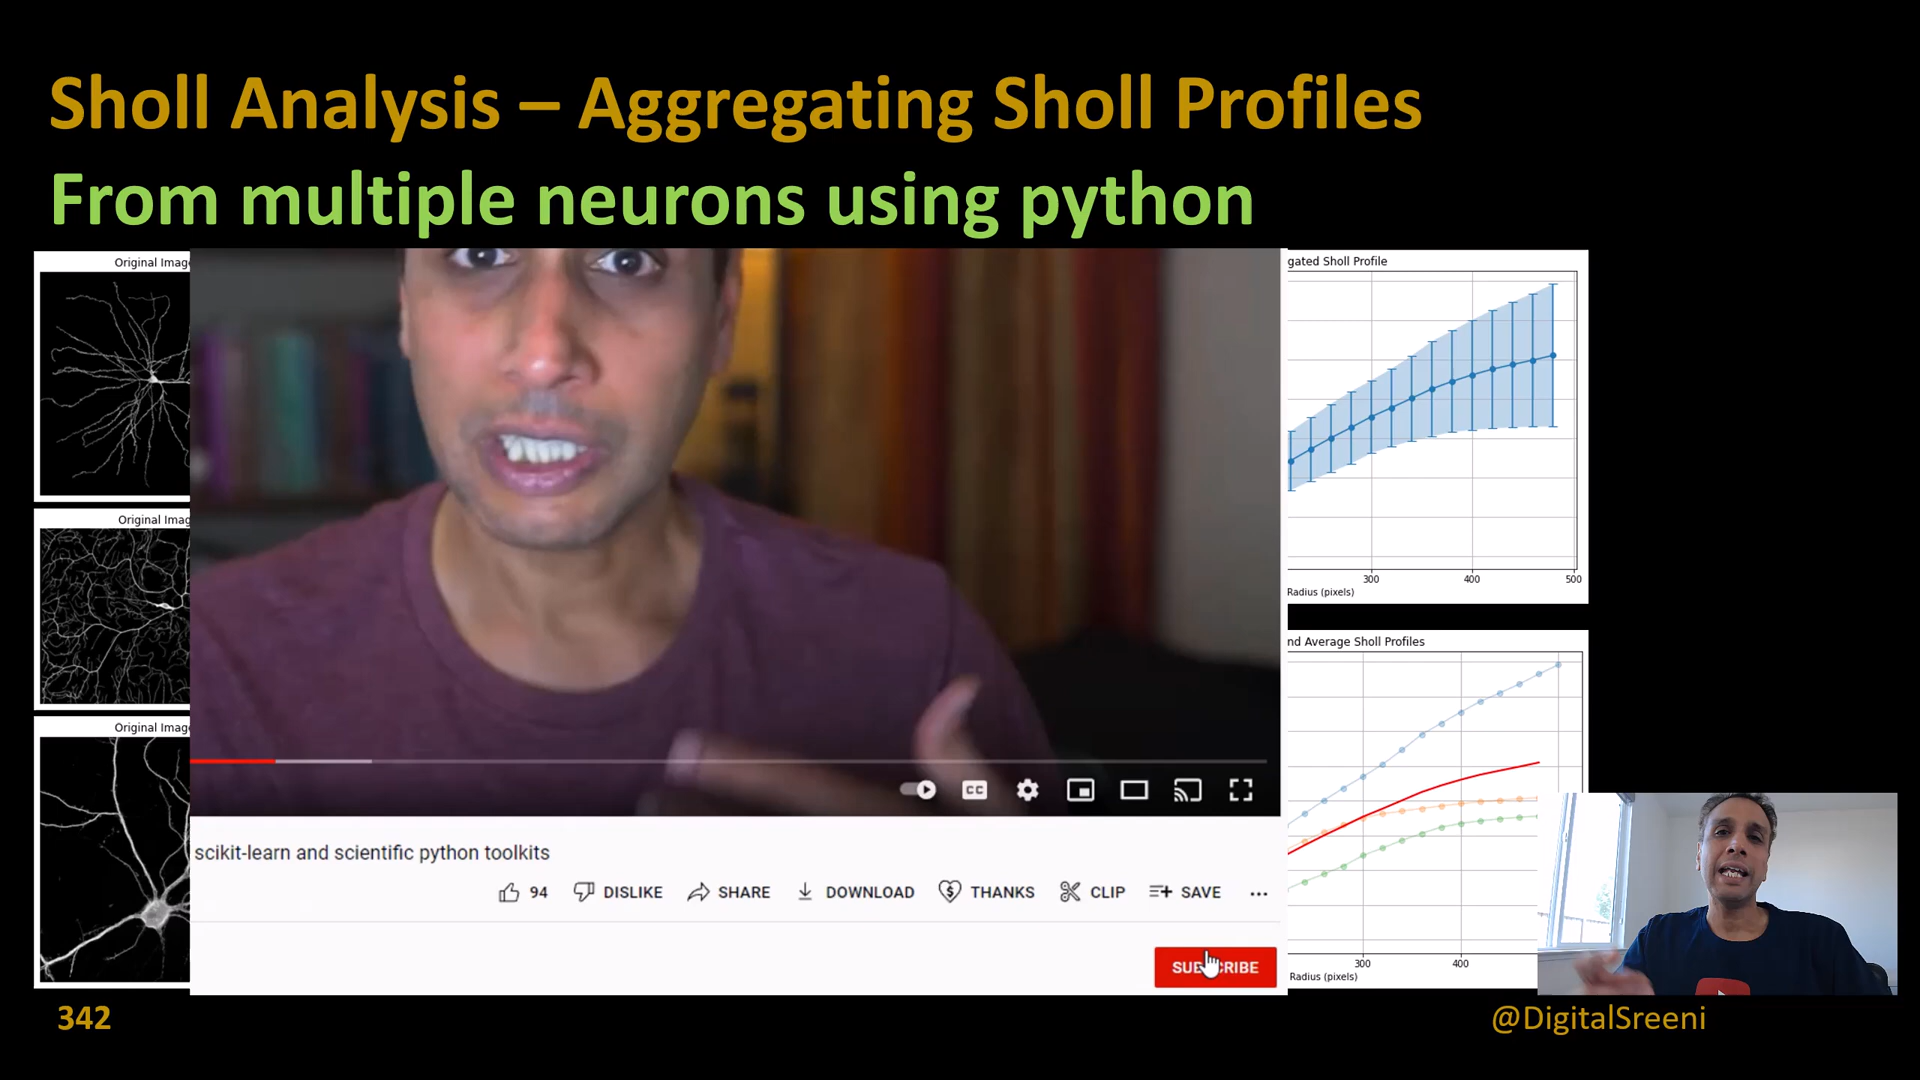 Sholl Analysis – Aggregating Sholl Profiles
From multiple neurons using python
Original Imag
gated Sholl Profile
300 400 500
Radius (pixels)
Original Imag
nd Average Sholl Profiles
Original Imag
CC
scikit-learn and scientific python toolkits
94 DISLIKE SHARE DOWNLOAD THANKS CLIP SAVE ...
SUBSCRIBE
300 400
Radius (pixels)
342
@DigitalSreeni